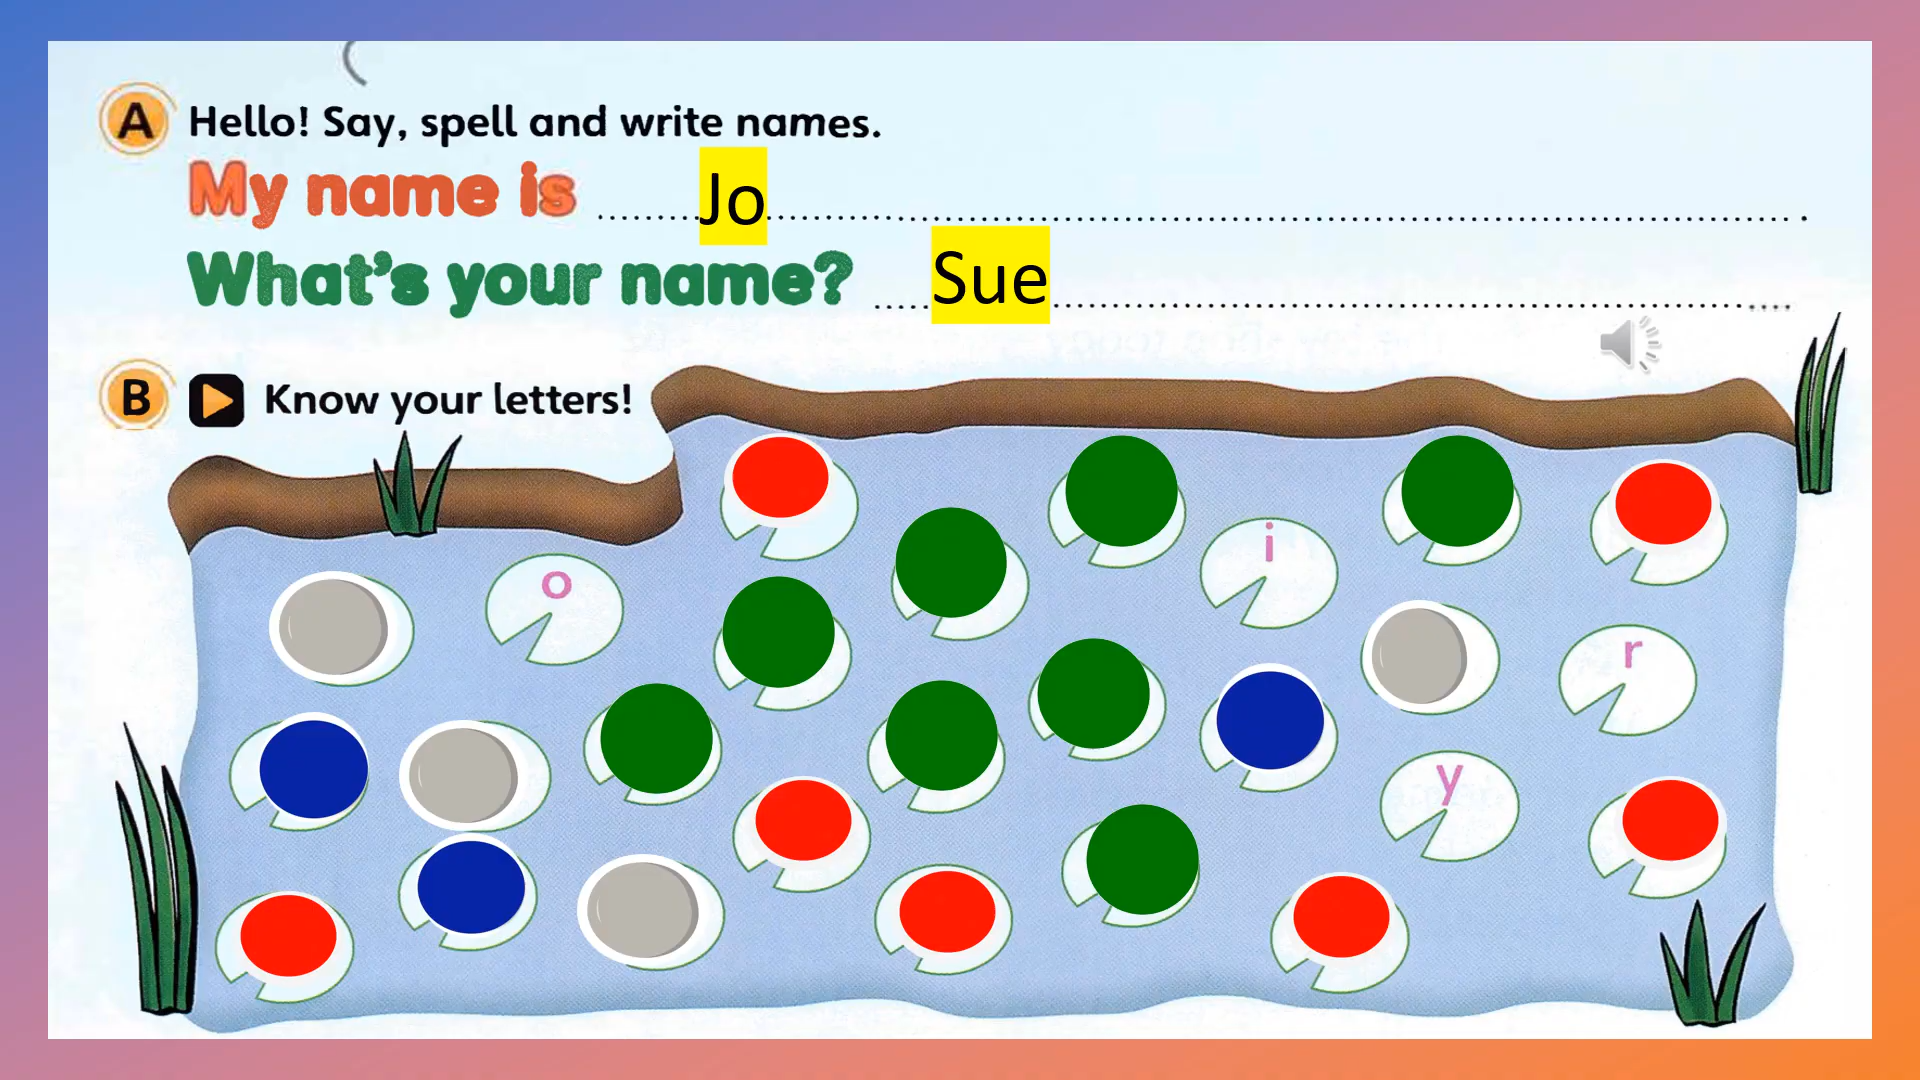 A Hello! Say, spell and write names.
My name is ........ Jo ........ .
What's your name? .... Sue ........
B Know your letters!
i
o
r
y